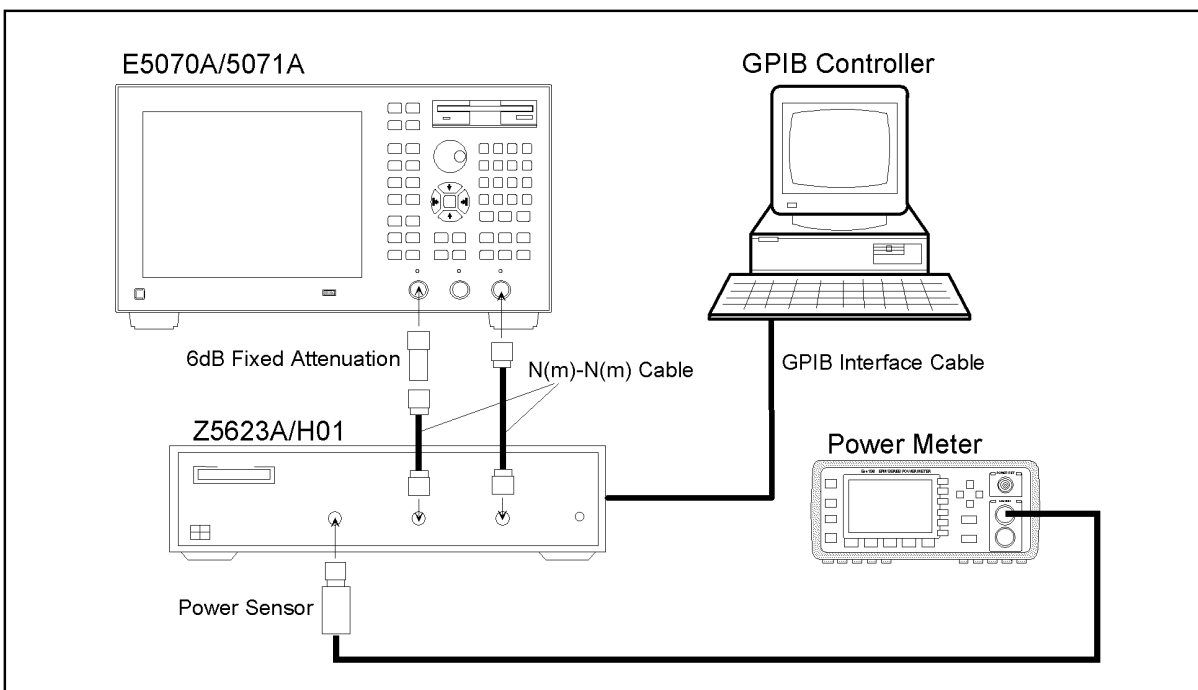 E5070A/5071A
GPIB Controller
6dB Fixed Attenuation
N(m)-N(m) Cable
GPIB Interface Cable
Z5623A/H01
Power Meter
Power Sensor